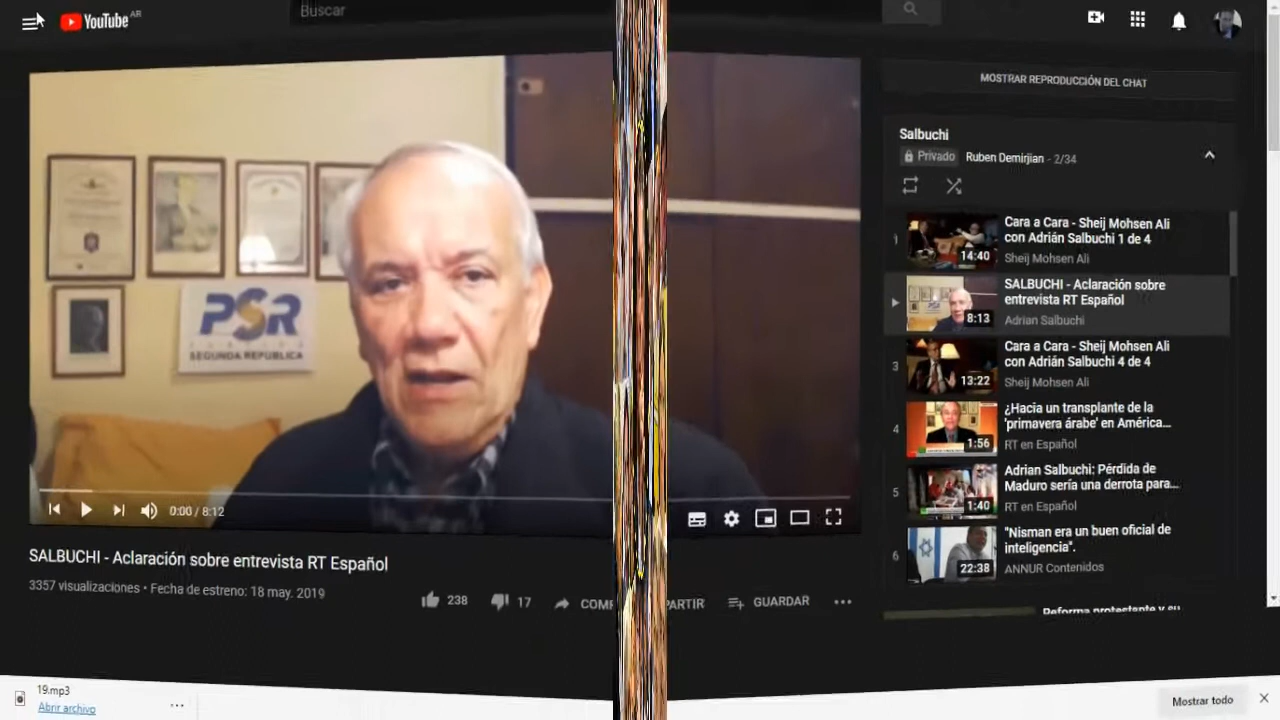 YouTube AR
Buscar
MOSTRAR REPRODUCCIÓN DEL CHAT
Salbuchi
Privado Ruben Demirjian - 2/34
1
Cara a Cara - Sheij Mohsen Ali
con Adrián Salbuchi 1 de 4
Sheij Mohsen Ali
14:40
SALBUCHI - Aclaración sobre
entrevista RT Español
Adrian Salbuchi
8:13
3
Cara a Cara - Sheij Mohsen Ali
con Adrián Salbuchi 4 de 4
Sheij Mohsen Ali
13:22
4
¿Hacia un transplante de la
'primavera árabe' en América...
RT en Español
1:56
5
Adrian Salbuchi: Pérdida de
Maduro sería una derrota para...
RT en Español
1:40
6
"Nisman era un buen oficial de
inteligencia".
ANNUR Contenidos
22:38
Reforma protestante y su
PSR
SEGUNDA REPÚBLICA
0:00 / 8:12
SALBUCHI - Aclaración sobre entrevista RT Español
3357 visualizaciones • Fecha de estreno: 18 may. 2019
238 17 COMPARTIR GUARDAR
19.mp3
Abrir archivo
Mostrar todo